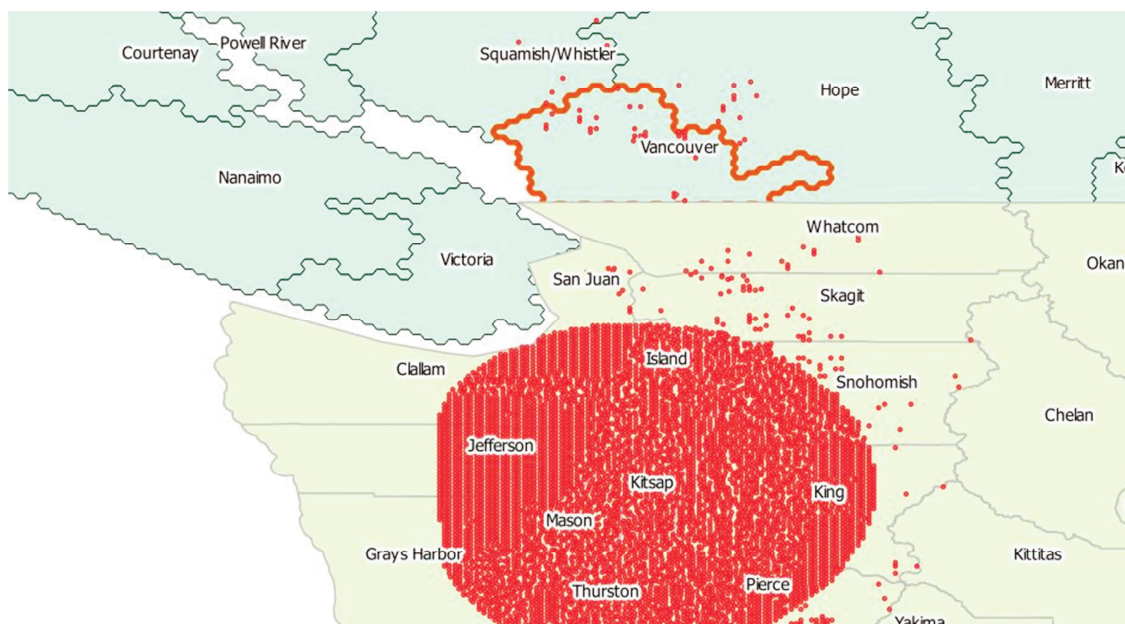 Courtenay
Powell River
Squamish/Whistler
Hope
Merritt
Nanaimo
Vancouver
Victoria
San Juan
Whatcom
Okan
Skagit
Clallam
Island
Snohomish
Chelan
Jefferson
Kitsap
King
Mason
Grays Harbor
Kittitas
Thurston
Pierce
Yakima